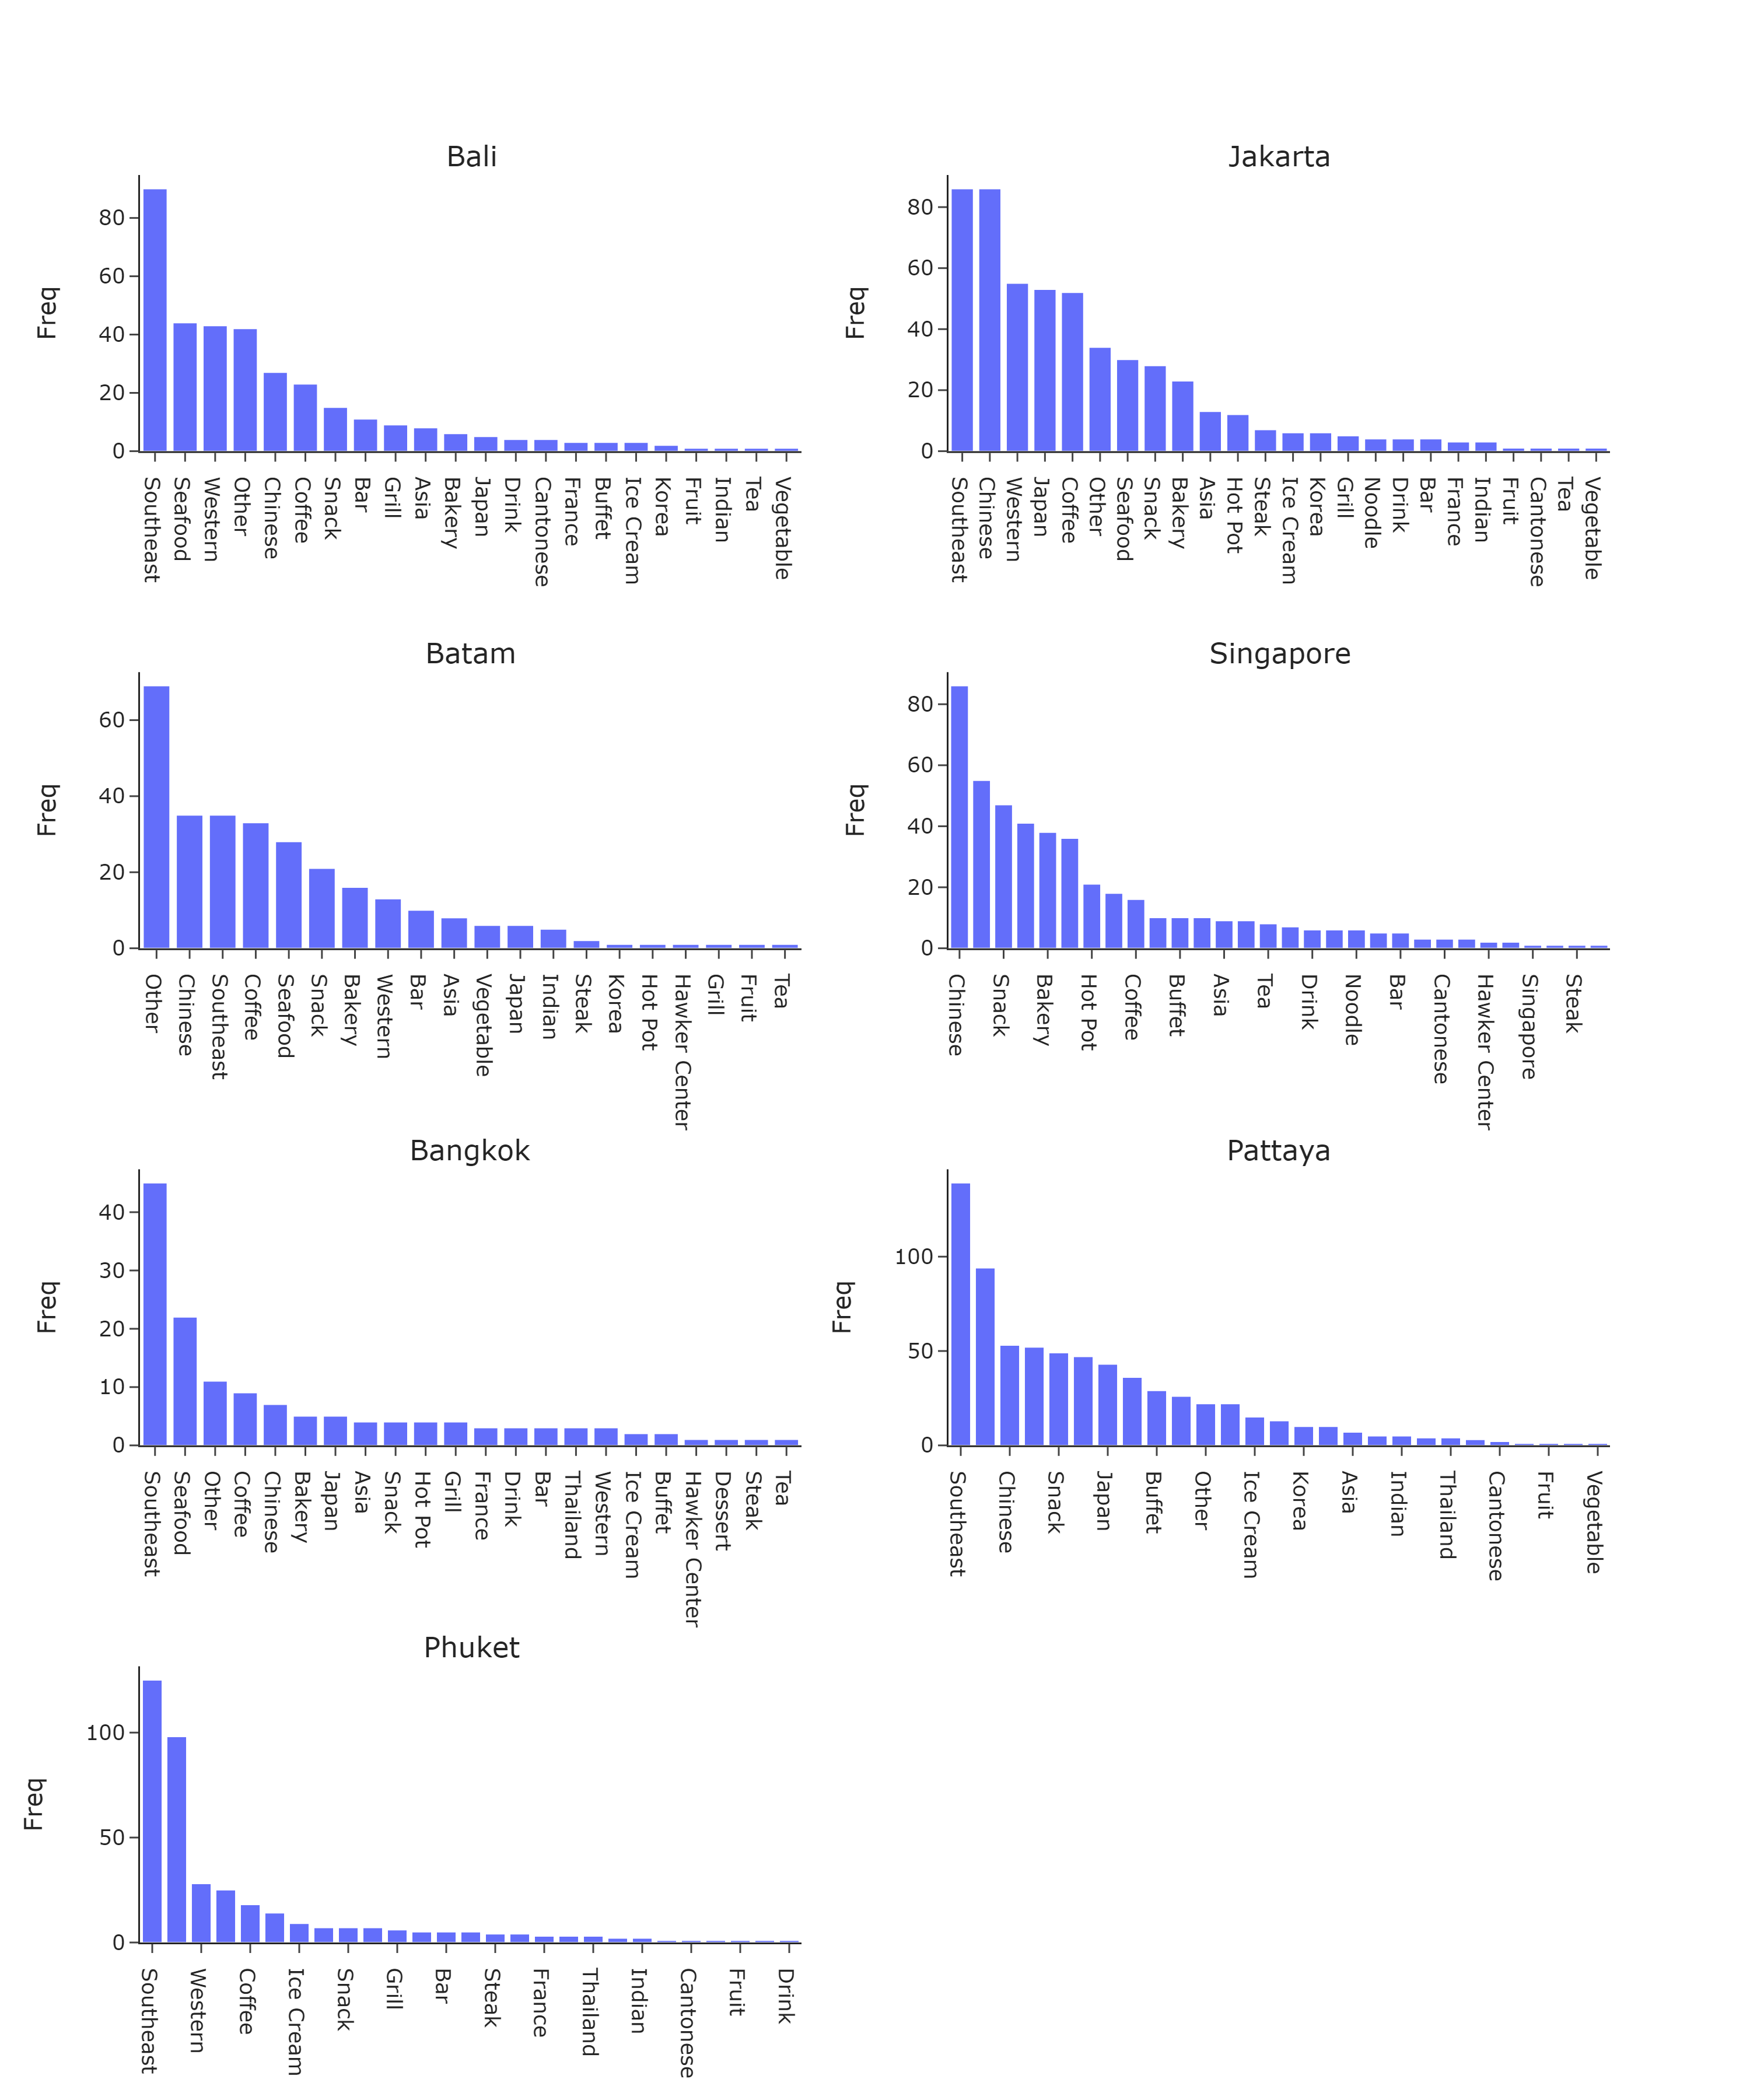 Bali
Freq
80
60
40
20
0
Southeast
Seafood
Western
Other
Chinese
Coffee
Snack
Bar
Grill
Asia
Bakery
Japan
Drink
Cantonese
France
Buffet
Ice Cream
Korea
Fruit
Indian
Tea
Vegetable
Jakarta
Freq
80
60
40
20
0
Southeast
Chinese
Western
Japan
Coffee
Other
Seafood
Snack
Bakery
Asia
Hot Pot
Steak
Ice Cream
Korea
Grill
Noodle
Drink
Bar
France
Indian
Fruit
Cantonese
Tea
Vegetable
Batam
Freq
60
40
20
0
Other
Chinese
Southeast
Coffee
Seafood
Snack
Bakery
Western
Bar
Asia
Vegetable
Japan
Indian
Steak
Korea
Hot Pot
Hawker Center
Grill
Fruit
Tea
Singapore
Freq
80
60
40
20
0
Chinese
Snack
Bakery
Hot Pot
Coffee
Buffet
Asia
Tea
Drink
Noodle
Bar
Cantonese
Hawker Center
Singapore
Steak
Bangkok
Freq
40
30
20
10
0
Southeast
Seafood
Other
Coffee
Chinese
Bakery
Japan
Asia
Snack
Hot Pot
Grill
France
Drink
Bar
Thailand
Western
Ice Cream
Buffet
Hawker Center
Dessert
Steak
Tea
Pattaya
Freq
100
50
0
Southeast
Chinese
Snack
Japan
Buffet
Other
Ice Cream
Korea
Asia
Indian
Thailand
Cantonese
Fruit
Vegetable
Phuket
Freq
100
50
0
Southeast
Western
Coffee
Ice Cream
Snack
Grill
Bar
Steak
France
Thailand
Indian
Cantonese
Fruit
Drink